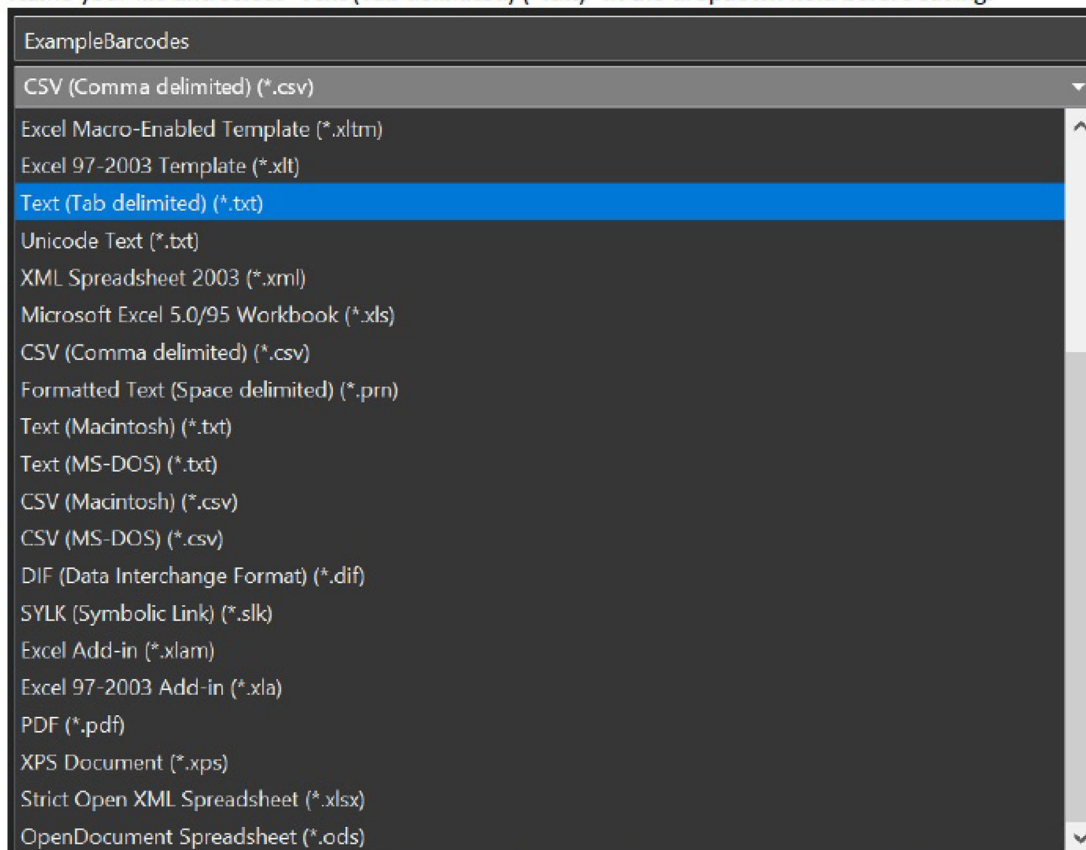 ExampleBarcodes
CSV (Comma delimited) (*.csv)
Excel Macro-Enabled Template (*.xltm)
Excel 97-2003 Template (*.xlt)
Text (Tab delimited) (*.txt)
Unicode Text (*.txt)
XML Spreadsheet 2003 (*.xml)
Microsoft Excel 5.0/95 Workbook (*.xls)
CSV (Comma delimited) (*.csv)
Formatted Text (Space delimited) (*.prn)
Text (Macintosh) (*.txt)
Text (MS-DOS) (*.txt)
CSV (Macintosh) (*.csv)
CSV (MS-DOS) (*.csv)
DIF (Data Interchange Format) (*.dif)
SYLK (Symbolic Link) (*.slk)
Excel Add-in (*.xlam)
Excel 97-2003 Add-in (*.xla)
PDF (*.pdf)
XPS Document (*.xps)
Strict Open XML Spreadsheet (*.xlsx)
OpenDocument Spreadsheet (*.ods)